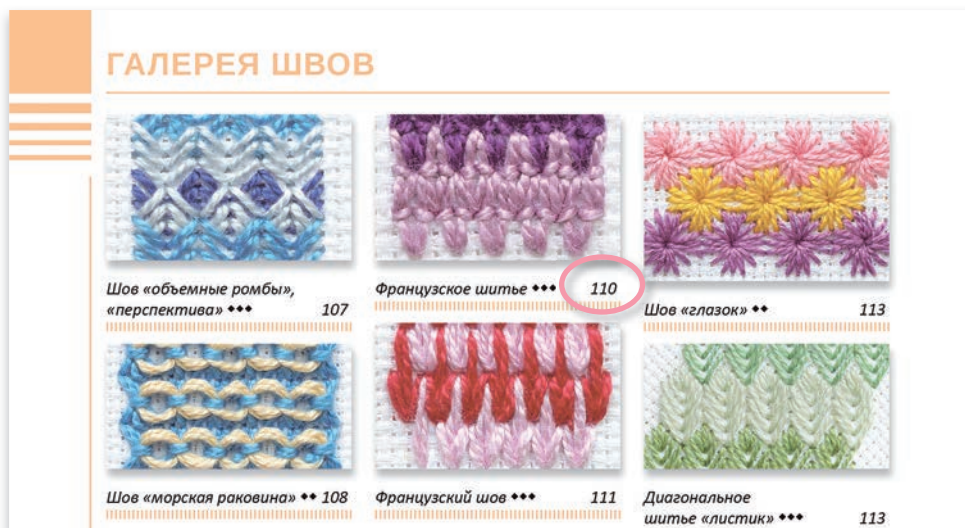 ГАЛЕРЕЯ ШВОВ
Шов «объемные ромбы»,
«перспектива» ♦♦♦ 107
Французское шитье ♦♦♦ 110
Шов «глазок» ♦♦ 113
Шов «морская раковина» ♦♦ 108
Французский шов ♦♦♦ 111
Диагональное
шитье «листик» ♦♦♦ 113